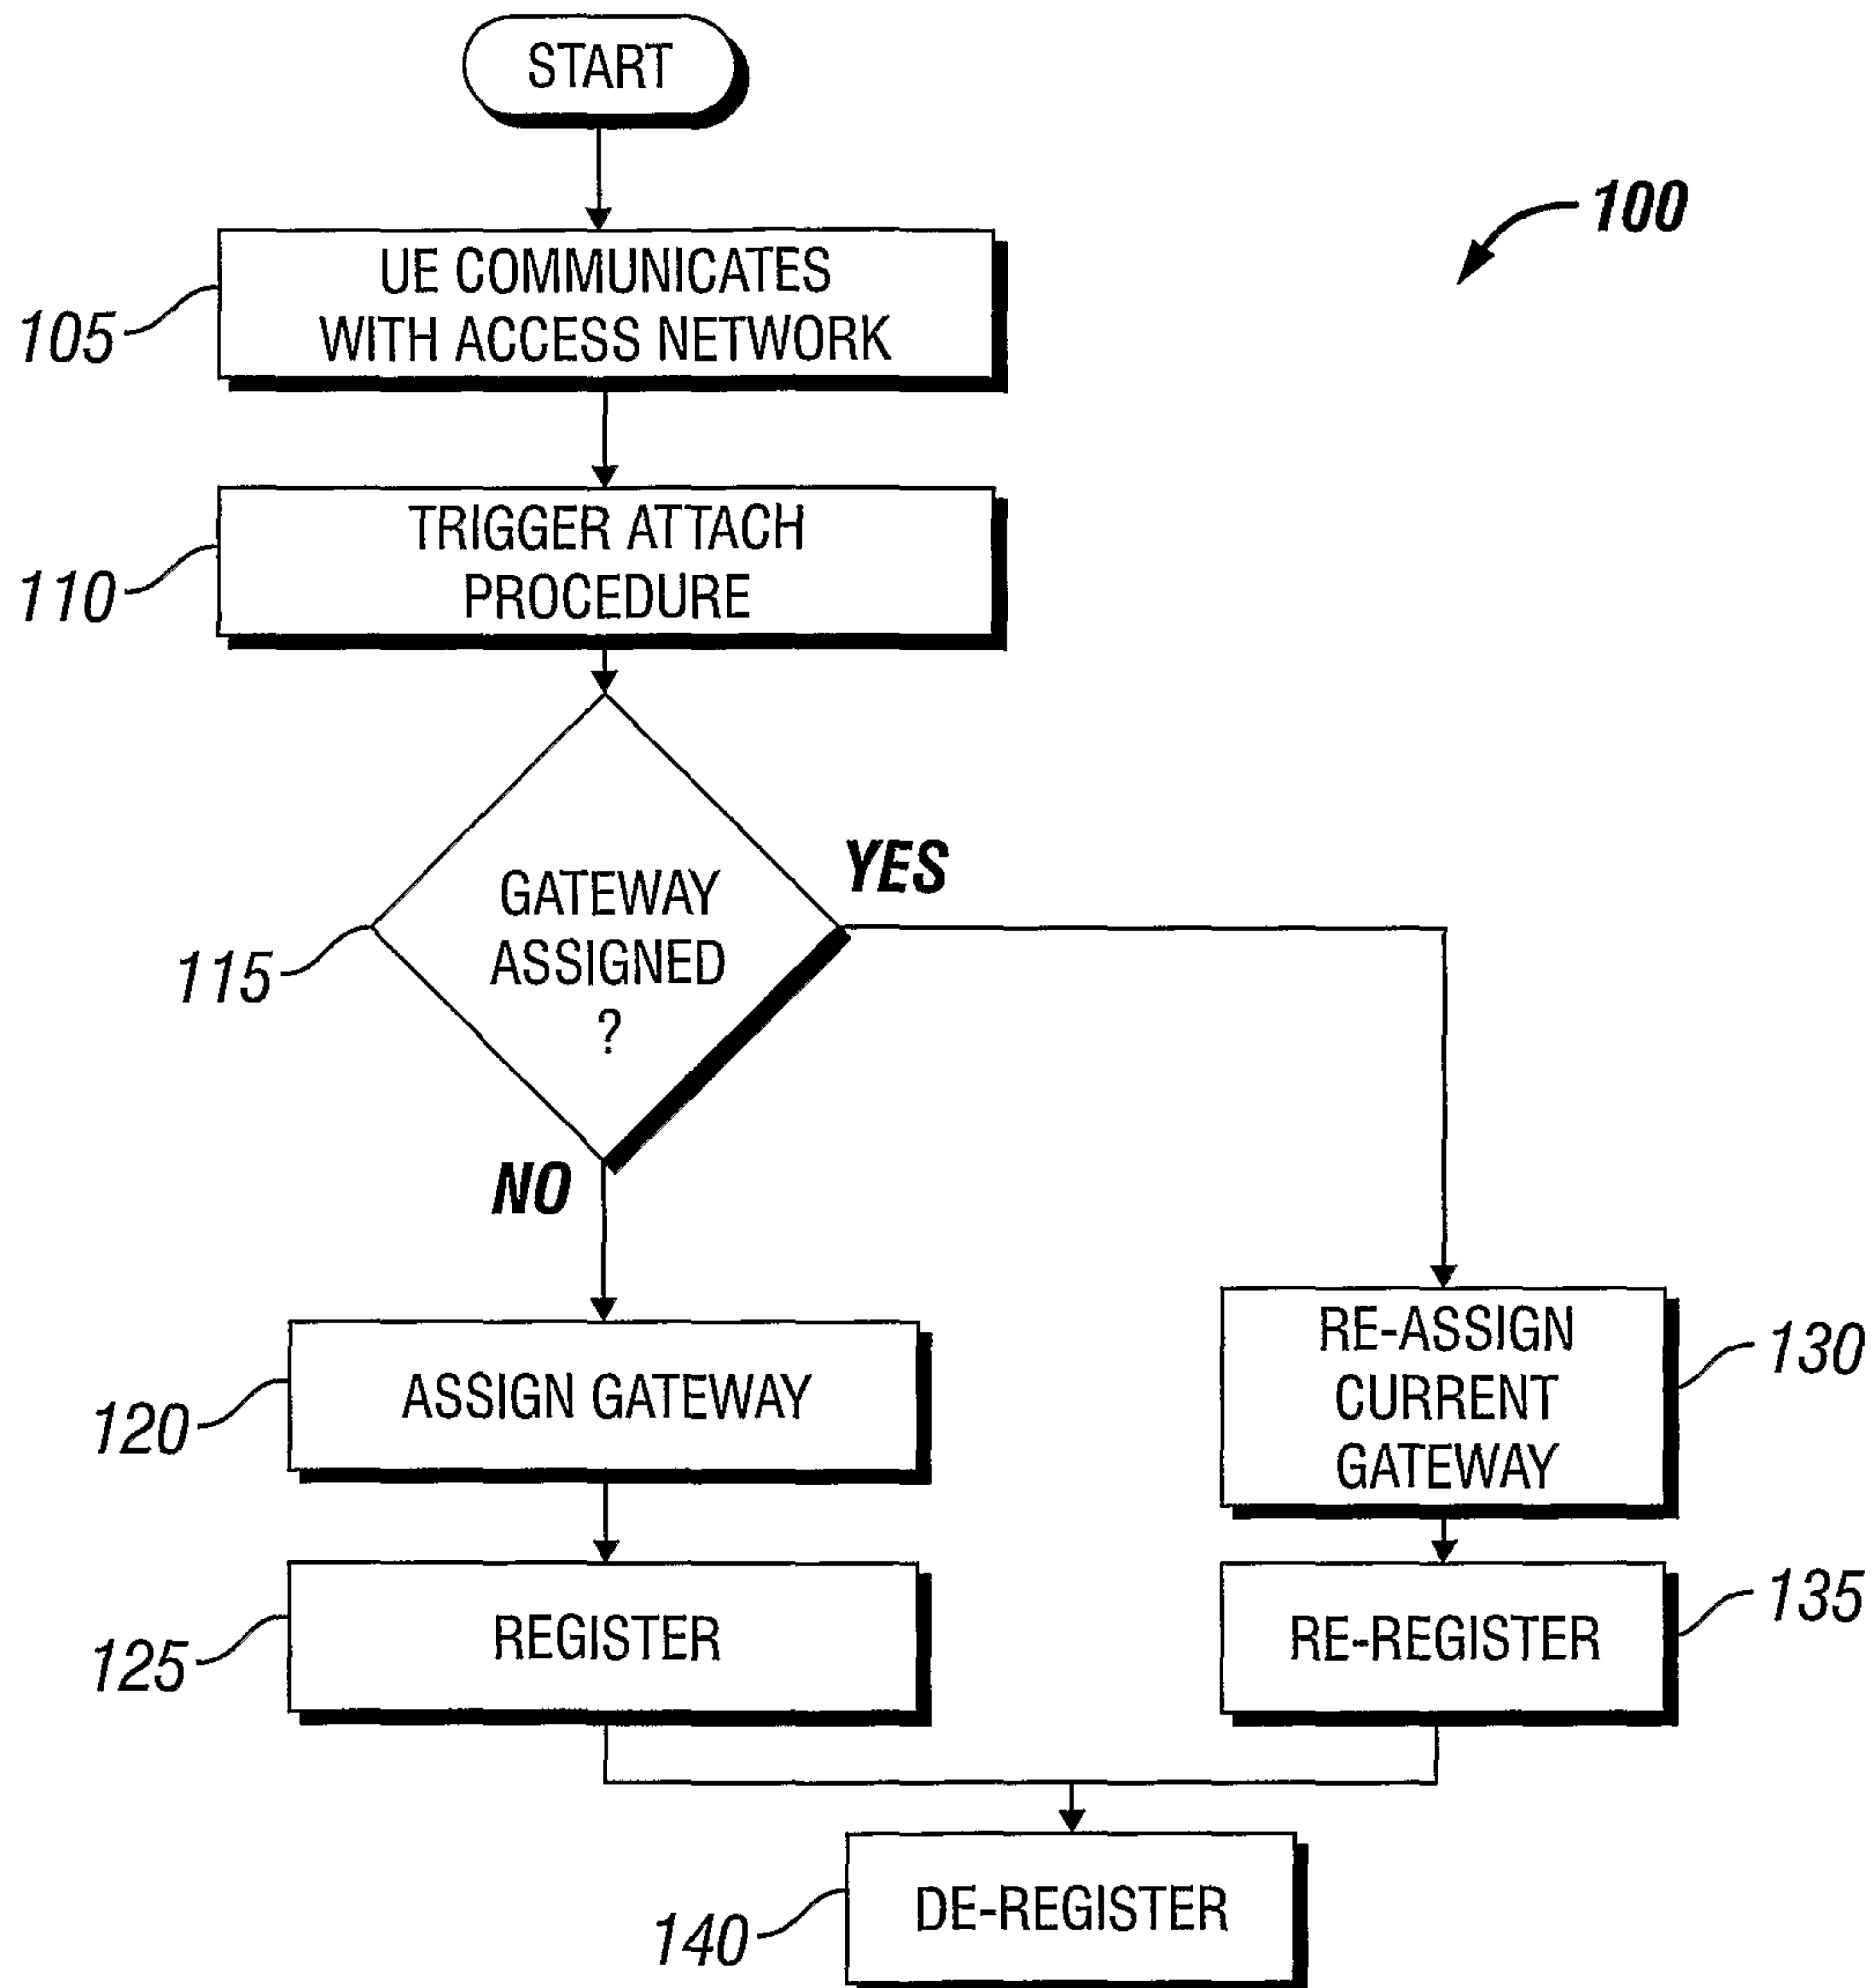 START
100
UE COMMUNICATES
WITH ACCESS NETWORK
105
TRIGGER ATTACH
PROCEDURE
110
YES
GATEWAY
ASSIGNED
?
115
NO
RE-ASSIGN
CURRENT
GATEWAY
130
ASSIGN GATEWAY
120
REGISTER
125
RE-REGISTER
135
DE-REGISTER
140